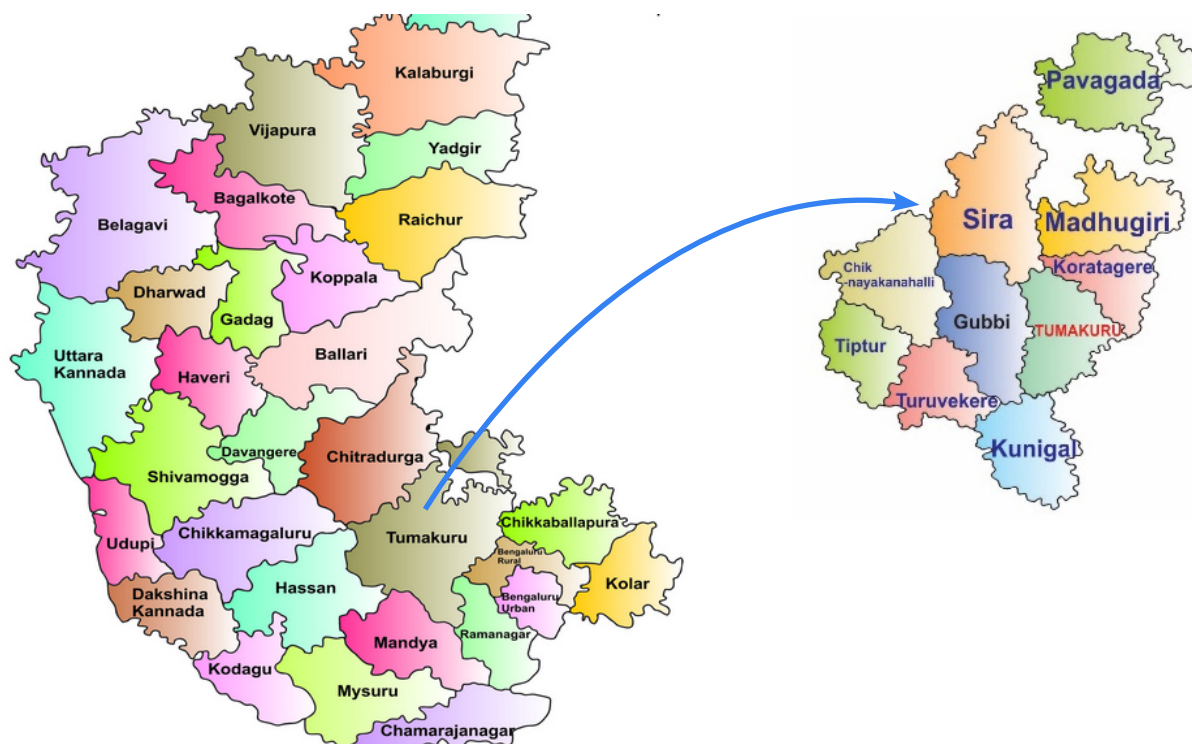 Kalaburgi
Vijapura
Yadgir
Bagalkote
Raichur
Belagavi
Koppala
Dharwad
Gadag
Ballari
Uttara
Kannada
Haveri
Davangere
Chitradurga
Shivamogga
Chikkamagaluru
Tumakuru
Chikkaballapura
Udupi
Bengaluru
Rural
Hassan
Kolar
Dakshina
Kannada
Bengaluru
Urban
Ramanagar
Mandya
Kodagu
Mysuru
Chamarajanagar
Pavagada
Sira
Madhugiri
Chik
-nayakanahalli
Koratagere
Gubbi
TUMAKURU
Tiptur
Turuvekere
Kunigal